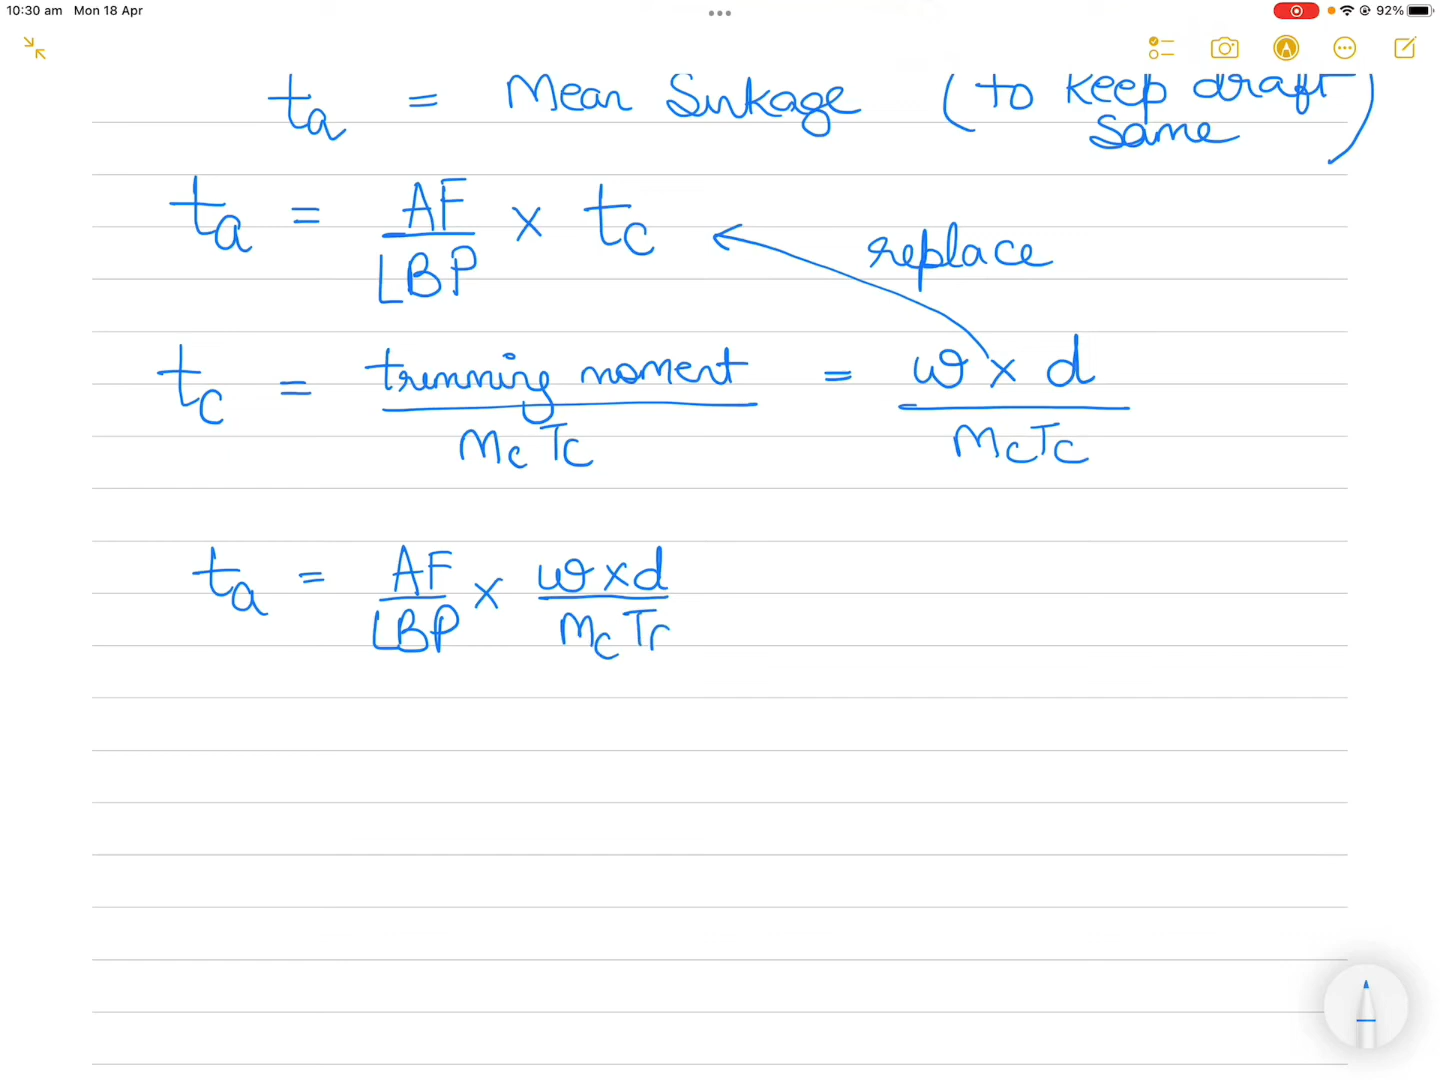 10:30 am Mon 18 Apr 92%
ta = Mean Sinkage (to keep draft same)
ta = AF/LBP × tc replace
tc = trimming moment/MCTC = w × d/MCTC
ta = AF/LBP × w×d/MCTC